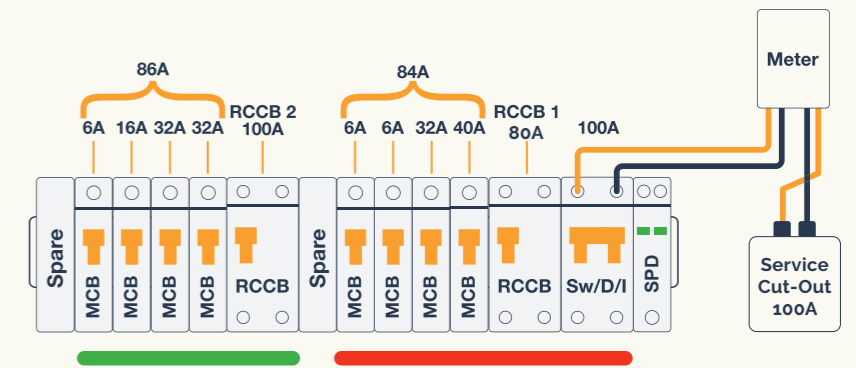 86A
84A
Meter
6A 16A 32A 32A
RCCB 2
100A
6A 6A 32A 40A
RCCB 1
80A
100A
Spare
MCB
MCB
MCB
MCB
RCCB
Spare
MCB
MCB
MCB
MCB
RCCB
Sw/D/I
SPD
Service
Cut-Out
100A